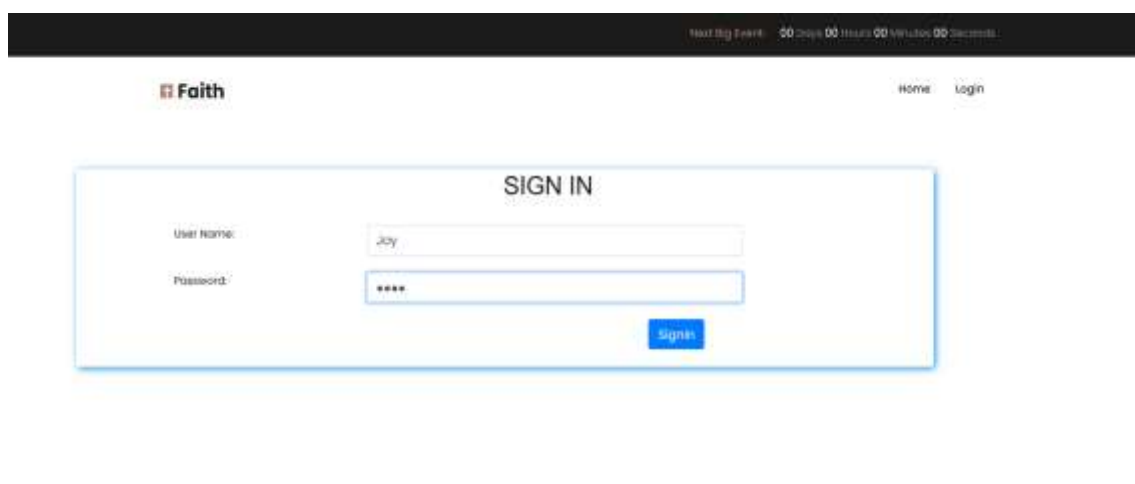 Next Big Event: 00 Days 00 Hours 00 Minutes 00 Seconds
Faith
Home Login
SIGN IN
User Name:
Joy
Password:
••••
Signin